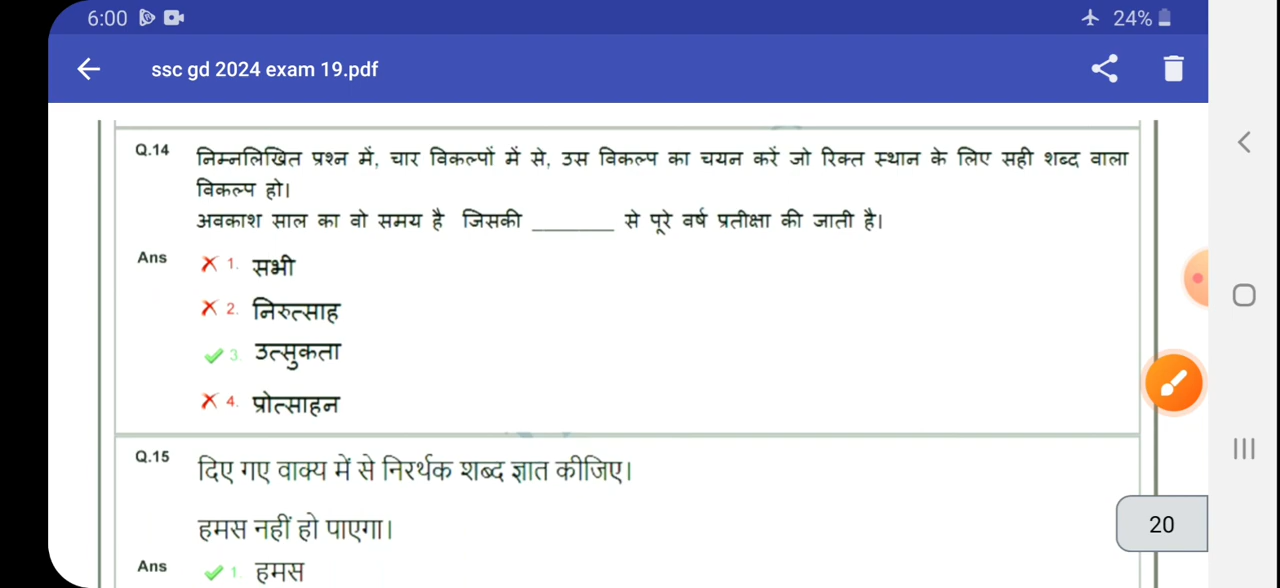 6:00 24%
ssc gd 2024 exam 19.pdf
Q.14 निम्नलिखित प्रश्न में, चार विकल्पों में से, उस विकल्प का चयन करें जो रिक्त स्थान के लिए सही शब्द वाला
विकल्प हो।
अवकाश साल का वो समय है जिसकी ________ से पूरे वर्ष प्रतीक्षा की जाती है।
Ans 1. सभी
2. निरुत्साह
3. उत्सुकता
4. प्रोत्साहन
Q.15 दिए गए वाक्य में से निरर्थक शब्द ज्ञात कीजिए।
हमस नहीं हो पाएगा।
20
Ans 1. हमस